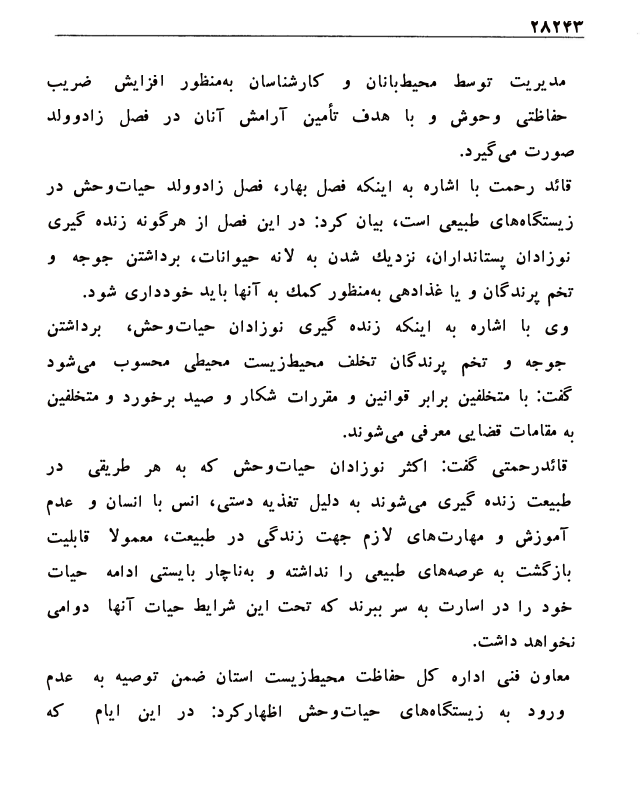 ۲۸۲۴۳
مدیریت توسط محیط‌بانان و کارشناسان به‌منظور افزایش ضریب
حفاظتی وحوش و با هدف تأمین آرامش آنان در فصل زادوولد
صورت می‌گیرد.
قائد رحمت با اشاره به اینکه فصل بهار، فصل زادوولد حیات‌وحش در
زیستگاه‌های طبیعی است، بیان کرد: در این فصل از هرگونه زنده گیری
نوزادان پستانداران، نزدیك شدن به لانه حیوانات، برداشتن جوجه و
تخم پرندگان و یا غذادهی به‌منظور کمك به آنها باید خودداری شود.
وی با اشاره به اینکه زنده گیری نوزادان حیات‌وحش، برداشتن
جوجه و تخم پرندگان تخلف محیط‌زیست محیطی محسوب می‌شود
گفت: با متخلفین برابر قوانین و مقررات شکار و صید برخورد و متخلفین
به مقامات قضایی معرفی می‌شوند.
قائدرحمتی گفت: اکثر نوزادان حیات‌وحش که به هر طریقی در
طبیعت زنده گیری می‌شوند به دلیل تغذیه دستی، انس با انسان و عدم
آموزش و مهارت‌های لازم جهت زندگی در طبیعت، معمولا قابلیت
بازگشت به عرصه‌های طبیعی را نداشته و به‌ناچار بایستی ادامه حیات
خود را در اسارت به سر ببرند که تحت این شرایط حیات آنها دوامی
نخواهد داشت.
معاون فنی اداره کل حفاظت محیط‌زیست استان ضمن توصیه به عدم
ورود به زیستگاه‌های حیات‌وحش اظهارکرد: در این ایام که